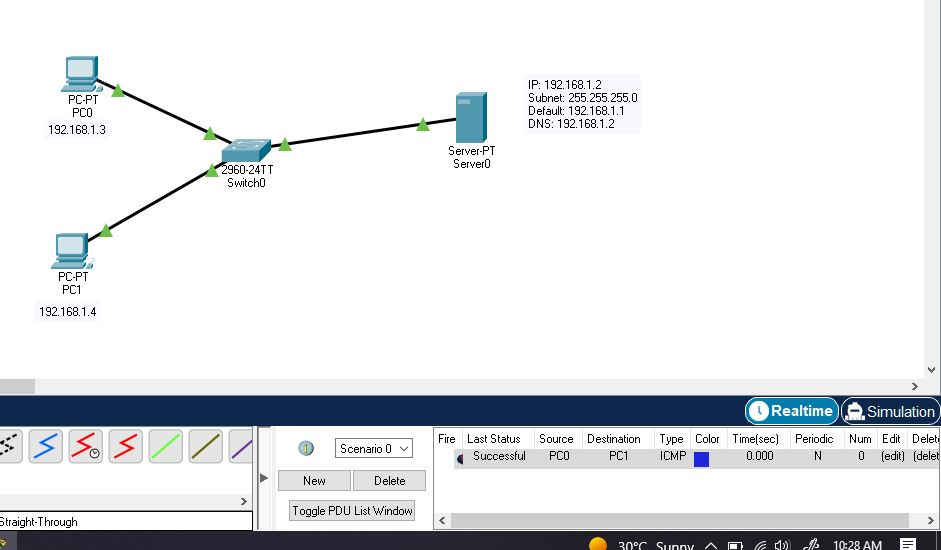 PC-PT
PC0
192.168.1.3
2960-24TT
Switch0
Server-PT
Server0
IP: 192.168.1.2
Subnet: 255.255.255.0
Default: 192.168.1.1
DNS: 192.168.1.2
PC-PT
PC1
192.168.1.4
Realtime
Simulation
Scenario 0
New
Delete
Toggle PDU List Window
Straight-Through
Fire Last Status Source Destination Type Color Time(sec) Periodic Num Edit Delete
Successful PC0 PC1 ICMP 0.000 N 0 (edit) (delet
30°C Sunny
10:28 AM